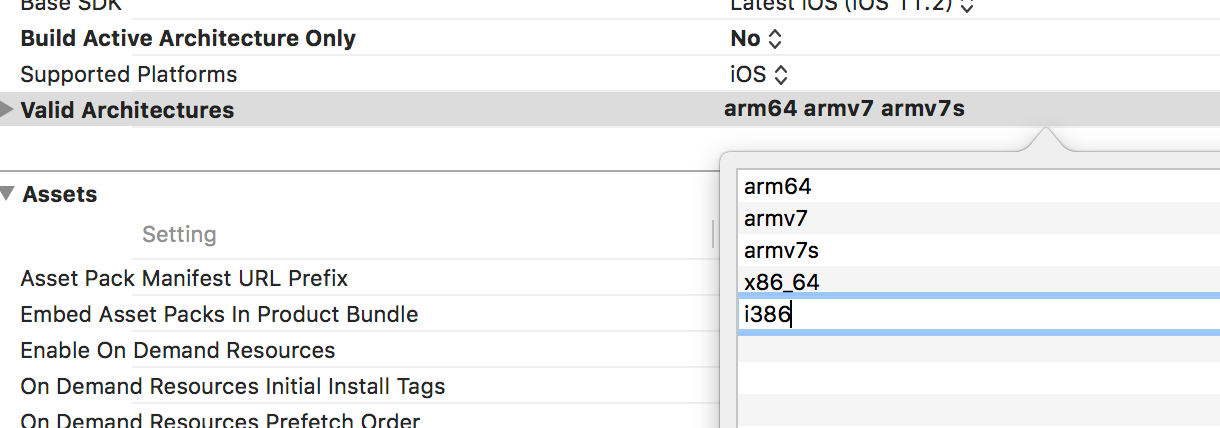 Base SDK Latest iOS (iOS 11.2)
Build Active Architecture Only No
Supported Platforms iOS
Valid Architectures arm64 armv7 armv7s
arm64
Assets
armv7
Setting
armv7s
Asset Pack Manifest URL Prefix
x86_64
Embed Asset Packs In Product Bundle
i386
Enable On Demand Resources
On Demand Resources Initial Install Tags
On Demand Resources Prefetch Order